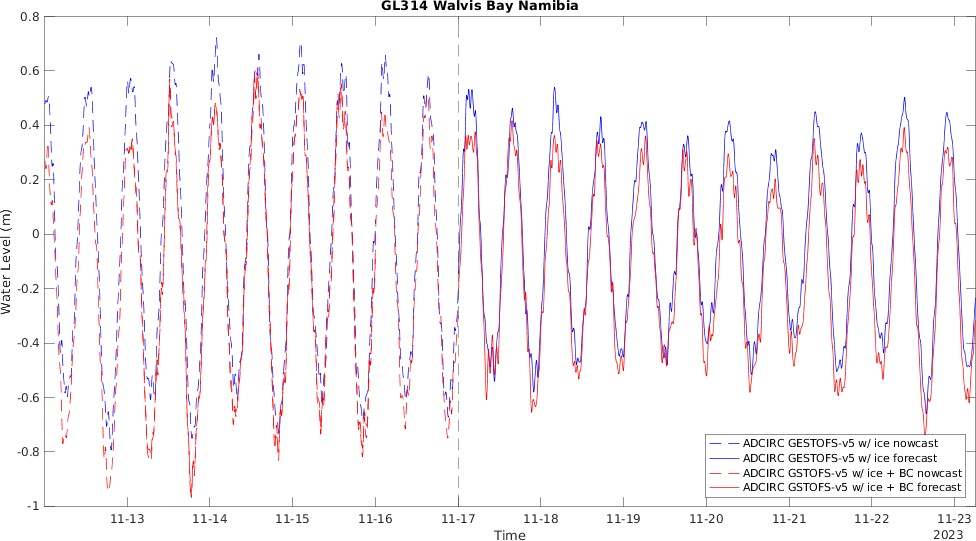 GL314 Walvis Bay Namibia
0.8
0.6
0.4
0.2
0
-0.2
-0.4
-0.6
-0.8
-1
Water Level (m)
ADCIRC GESTOFS-v5 w/ ice nowcast
ADCIRC GESTOFS-v5 w/ ice forecast
ADCIRC GSTOFS-v5 w/ ice + BC nowcast
ADCIRC GSTOFS-v5 w/ ice + BC forecast
11-13 11-14 11-15 11-16 11-17 11-18 11-19 11-20 11-21 11-22 11-23
Time
2023